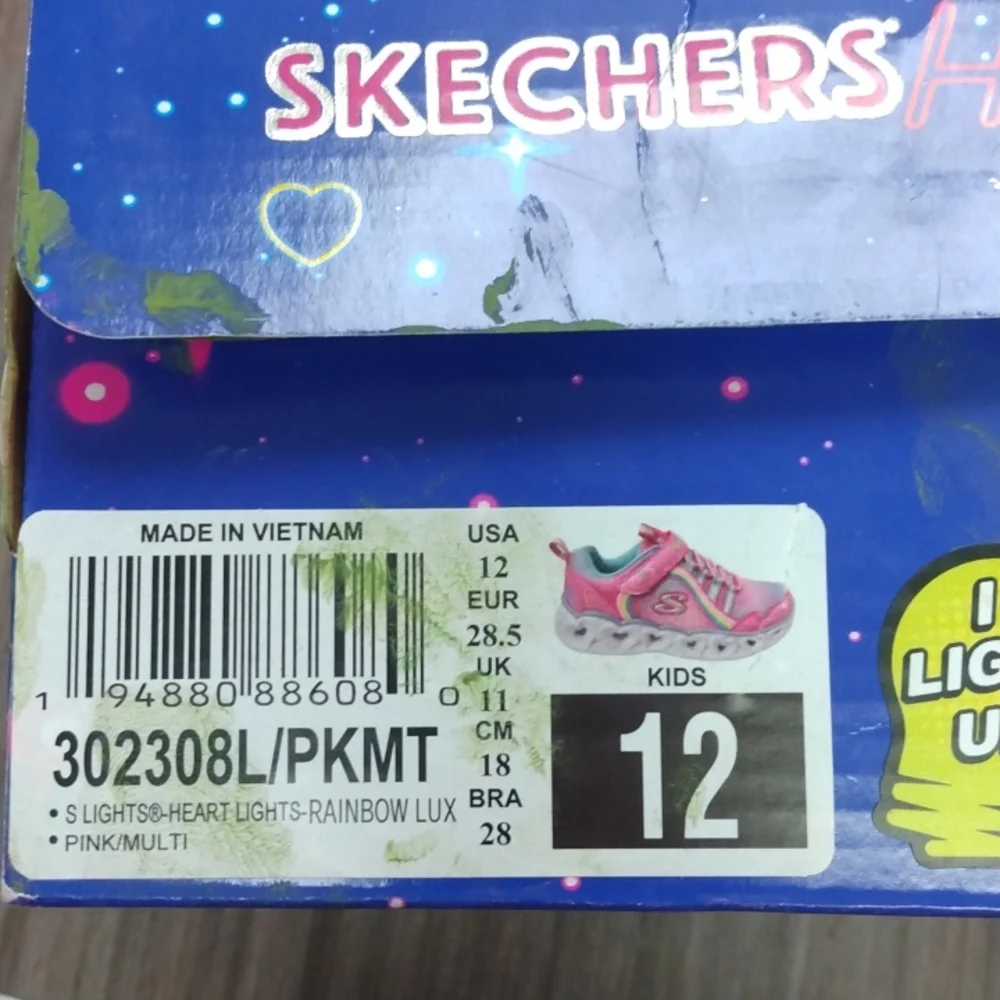 SKECHERS
MADE IN VIETNAM
1 94880 88608 0
302308L/PKMT
• S LIGHTS®-HEART LIGHTS-RAINBOW LUX
• PINK/MULTI
USA
12
EUR
28.5
UK
11
CM
18
BRA
28
S
KIDS
12
I
U